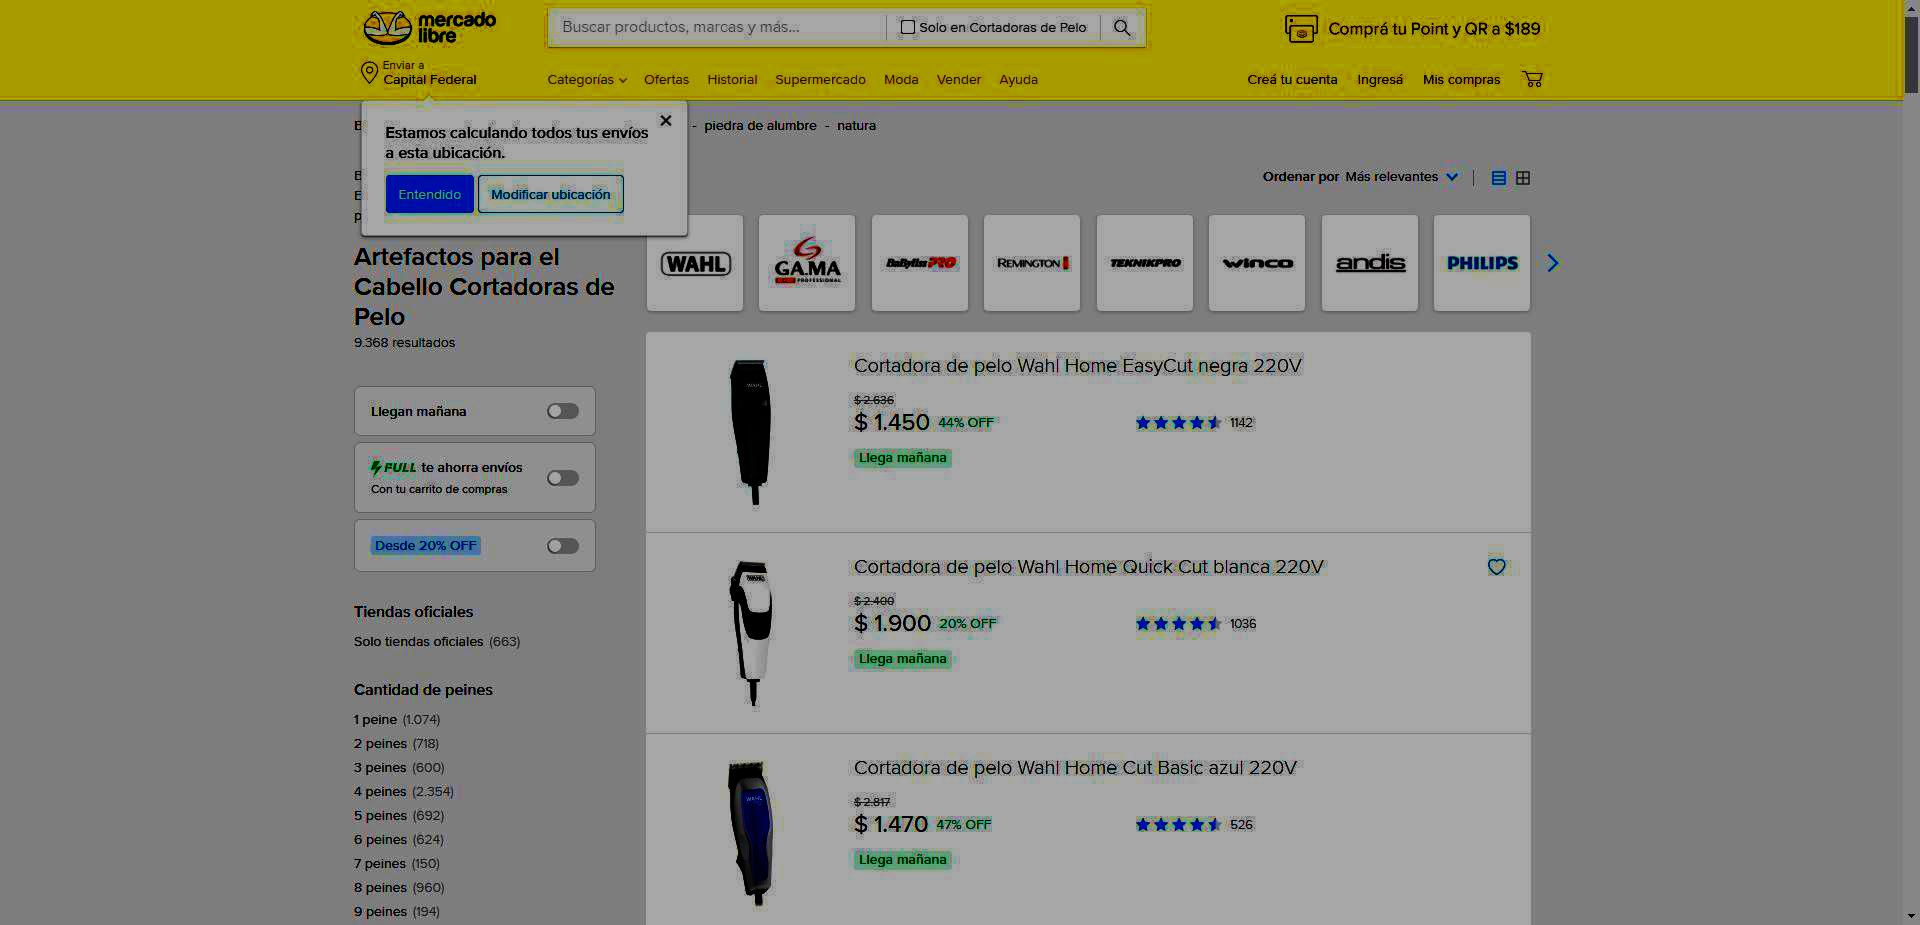 mercado
libre
Buscar productos, marcas y más...
Solo en Cortadoras de Pelo
Comprá tu Point y QR a $189
Enviar a
Capital Federal
Categorías
Ofertas
Historial
Supermercado
Moda
Vender
Ayuda
Creá tu cuenta
Ingresá
Mis compras
Estamos calculando todos tus envíos
a esta ubicación.
Entendido
Modificar ubicación
- piedra de alumbre - natura
Ordenar por Más relevantes
WAHL
GA.MA
PROFESSIONAL
BaBylissPRO
REMINGTON
TEKNIKPRO
winco
andis
PHILIPS
Artefactos para el
Cabello Cortadoras de
Pelo
9.368 resultados
Llegan mañana
FULL te ahorra envíos
Con tu carrito de compras
Desde 20% OFF
Tiendas oficiales
Solo tiendas oficiales (663)
Cantidad de peines
1 peine (1.074)
2 peines (718)
3 peines (600)
4 peines (2.354)
5 peines (692)
6 peines (624)
7 peines (150)
8 peines (960)
9 peines (194)
Cortadora de pelo Wahl Home EasyCut negra 220V
$ 2.636
$ 1.450 44% OFF
1142
Llega mañana
Cortadora de pelo Wahl Home Quick Cut blanca 220V
$ 2.400
$ 1.900 20% OFF
1036
Llega mañana
Cortadora de pelo Wahl Home Cut Basic azul 220V
$ 2.817
$ 1.470 47% OFF
526
Llega mañana